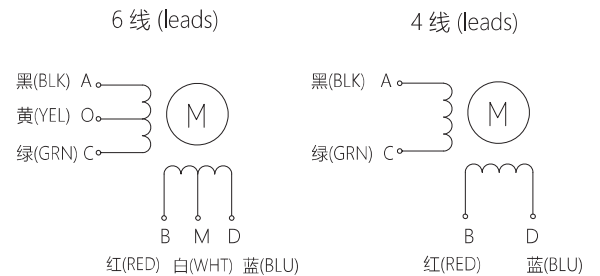 6 线 (leads)
黑(BLK) A
黄(YEL) O
绿(GRN) C
M
B M D
红(RED) 白(WHT) 蓝(BLU)
4 线 (leads)
黑(BLK) A
绿(GRN) C
M
B D
红(RED) 蓝(BLU)